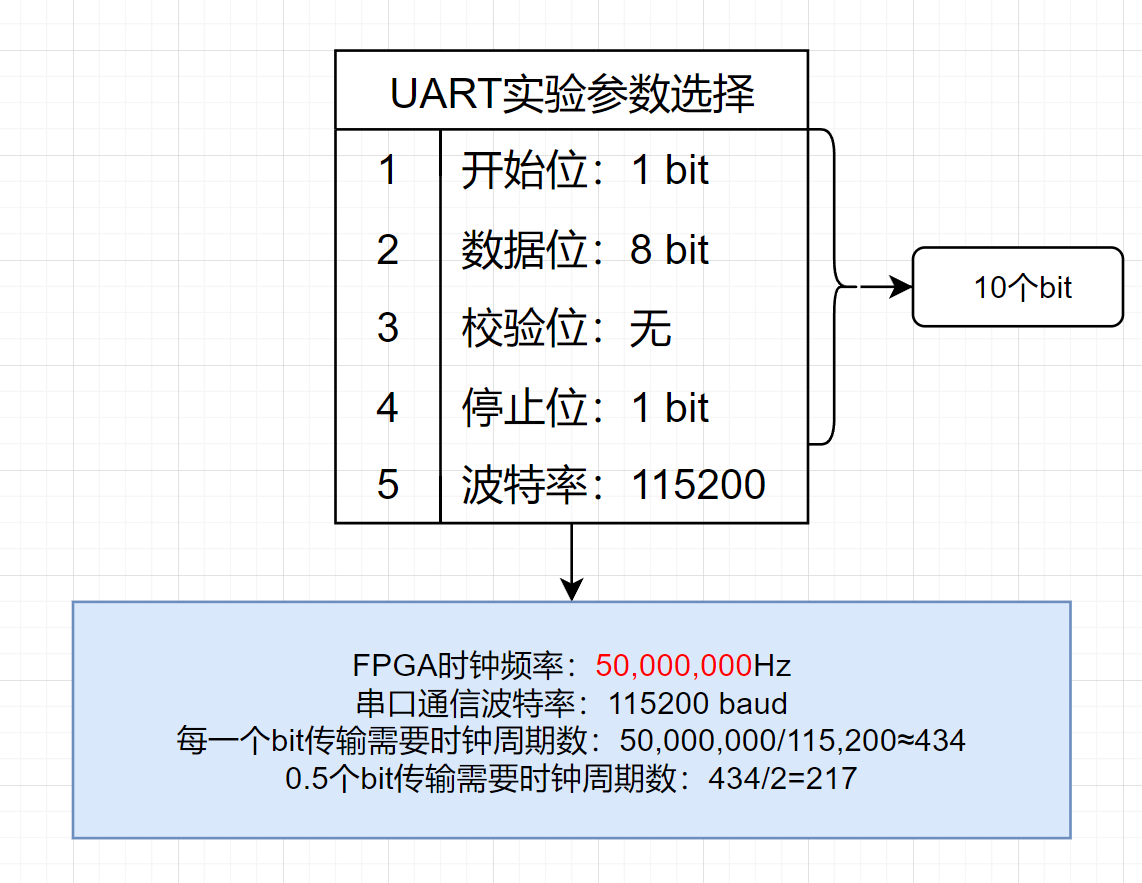 UART实验参数选择
1 开始位：1 bit
2 数据位：8 bit
3 校验位：无
4 停止位：1 bit
5 波特率：115200
10个bit
FPGA时钟频率：50,000,000Hz
串口通信波特率：115200 baud
每一个bit传输需要时钟周期数：50,000,000/115,200≈434
0.5个bit传输需要时钟周期数：434/2=217